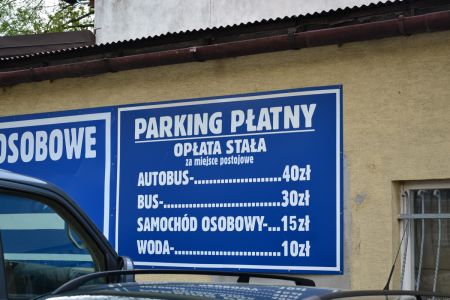 OSOBOWE
PARKING PŁATNY
OPŁATA STAŁA
za miejsce postojowe
AUTOBUS-......................40zł
BUS-.............................30zł
SAMOCHÓD OSOBOWY-...15zł
WODA-...........................10zł